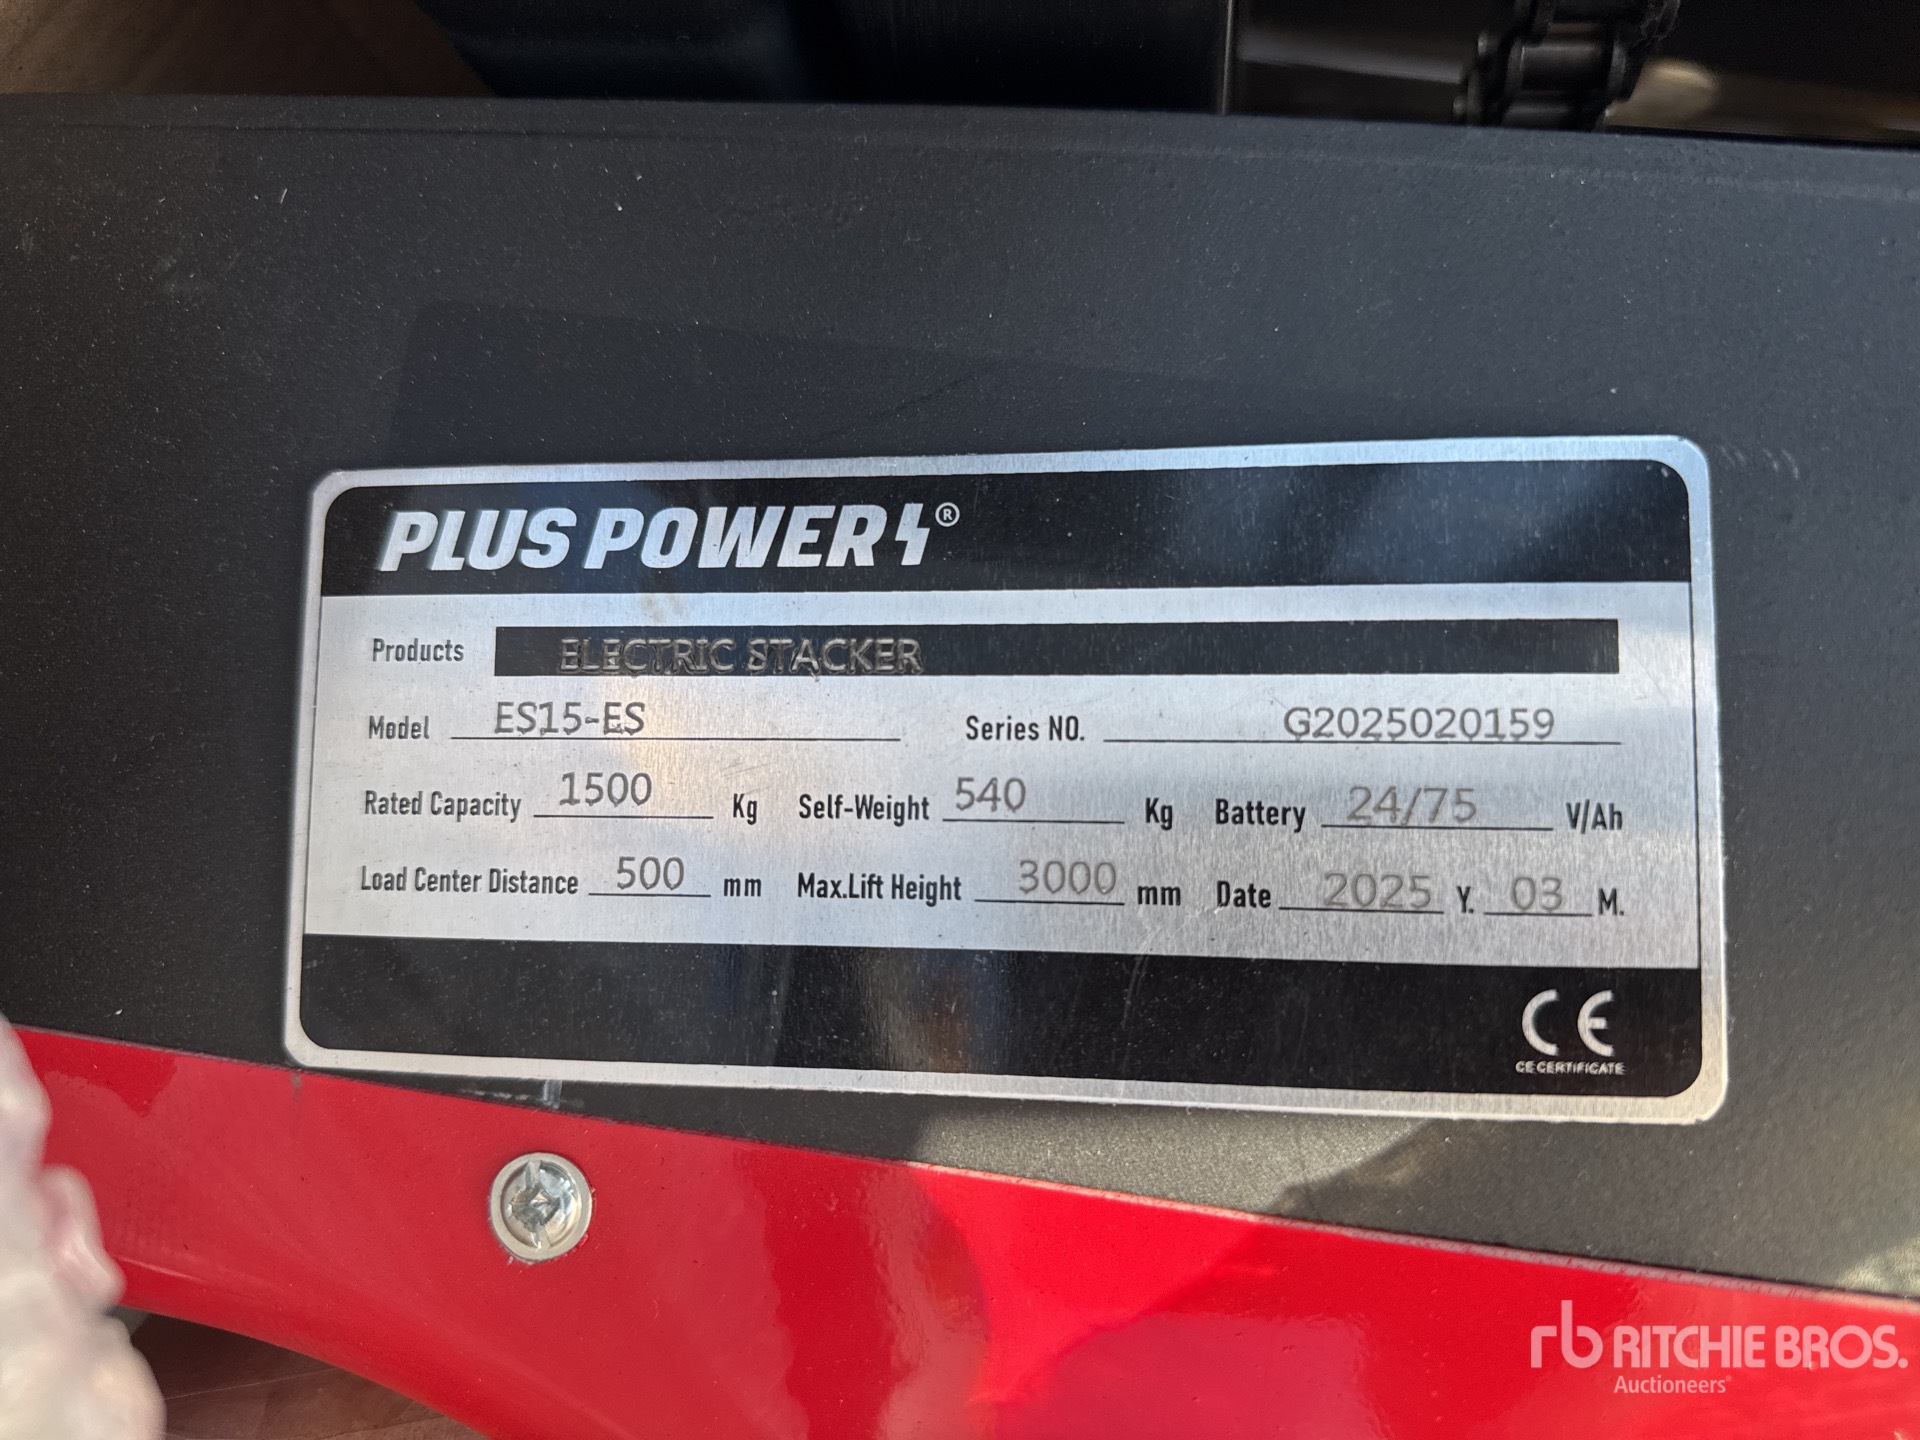 PLUS POWER®
Products ELECTRIC STACKER
Model ES15-ES Series NO. G2025020159
Rated Capacity 1500 Kg Self-Weight 540 Kg Battery 24/75 V/Ah
Load Center Distance 500 mm Max.Lift Height 3000 mm Date 2025 Y. 03 M.
CE
CE CERTIFICATE
rb RITCHIE BROS.
Auctioneers